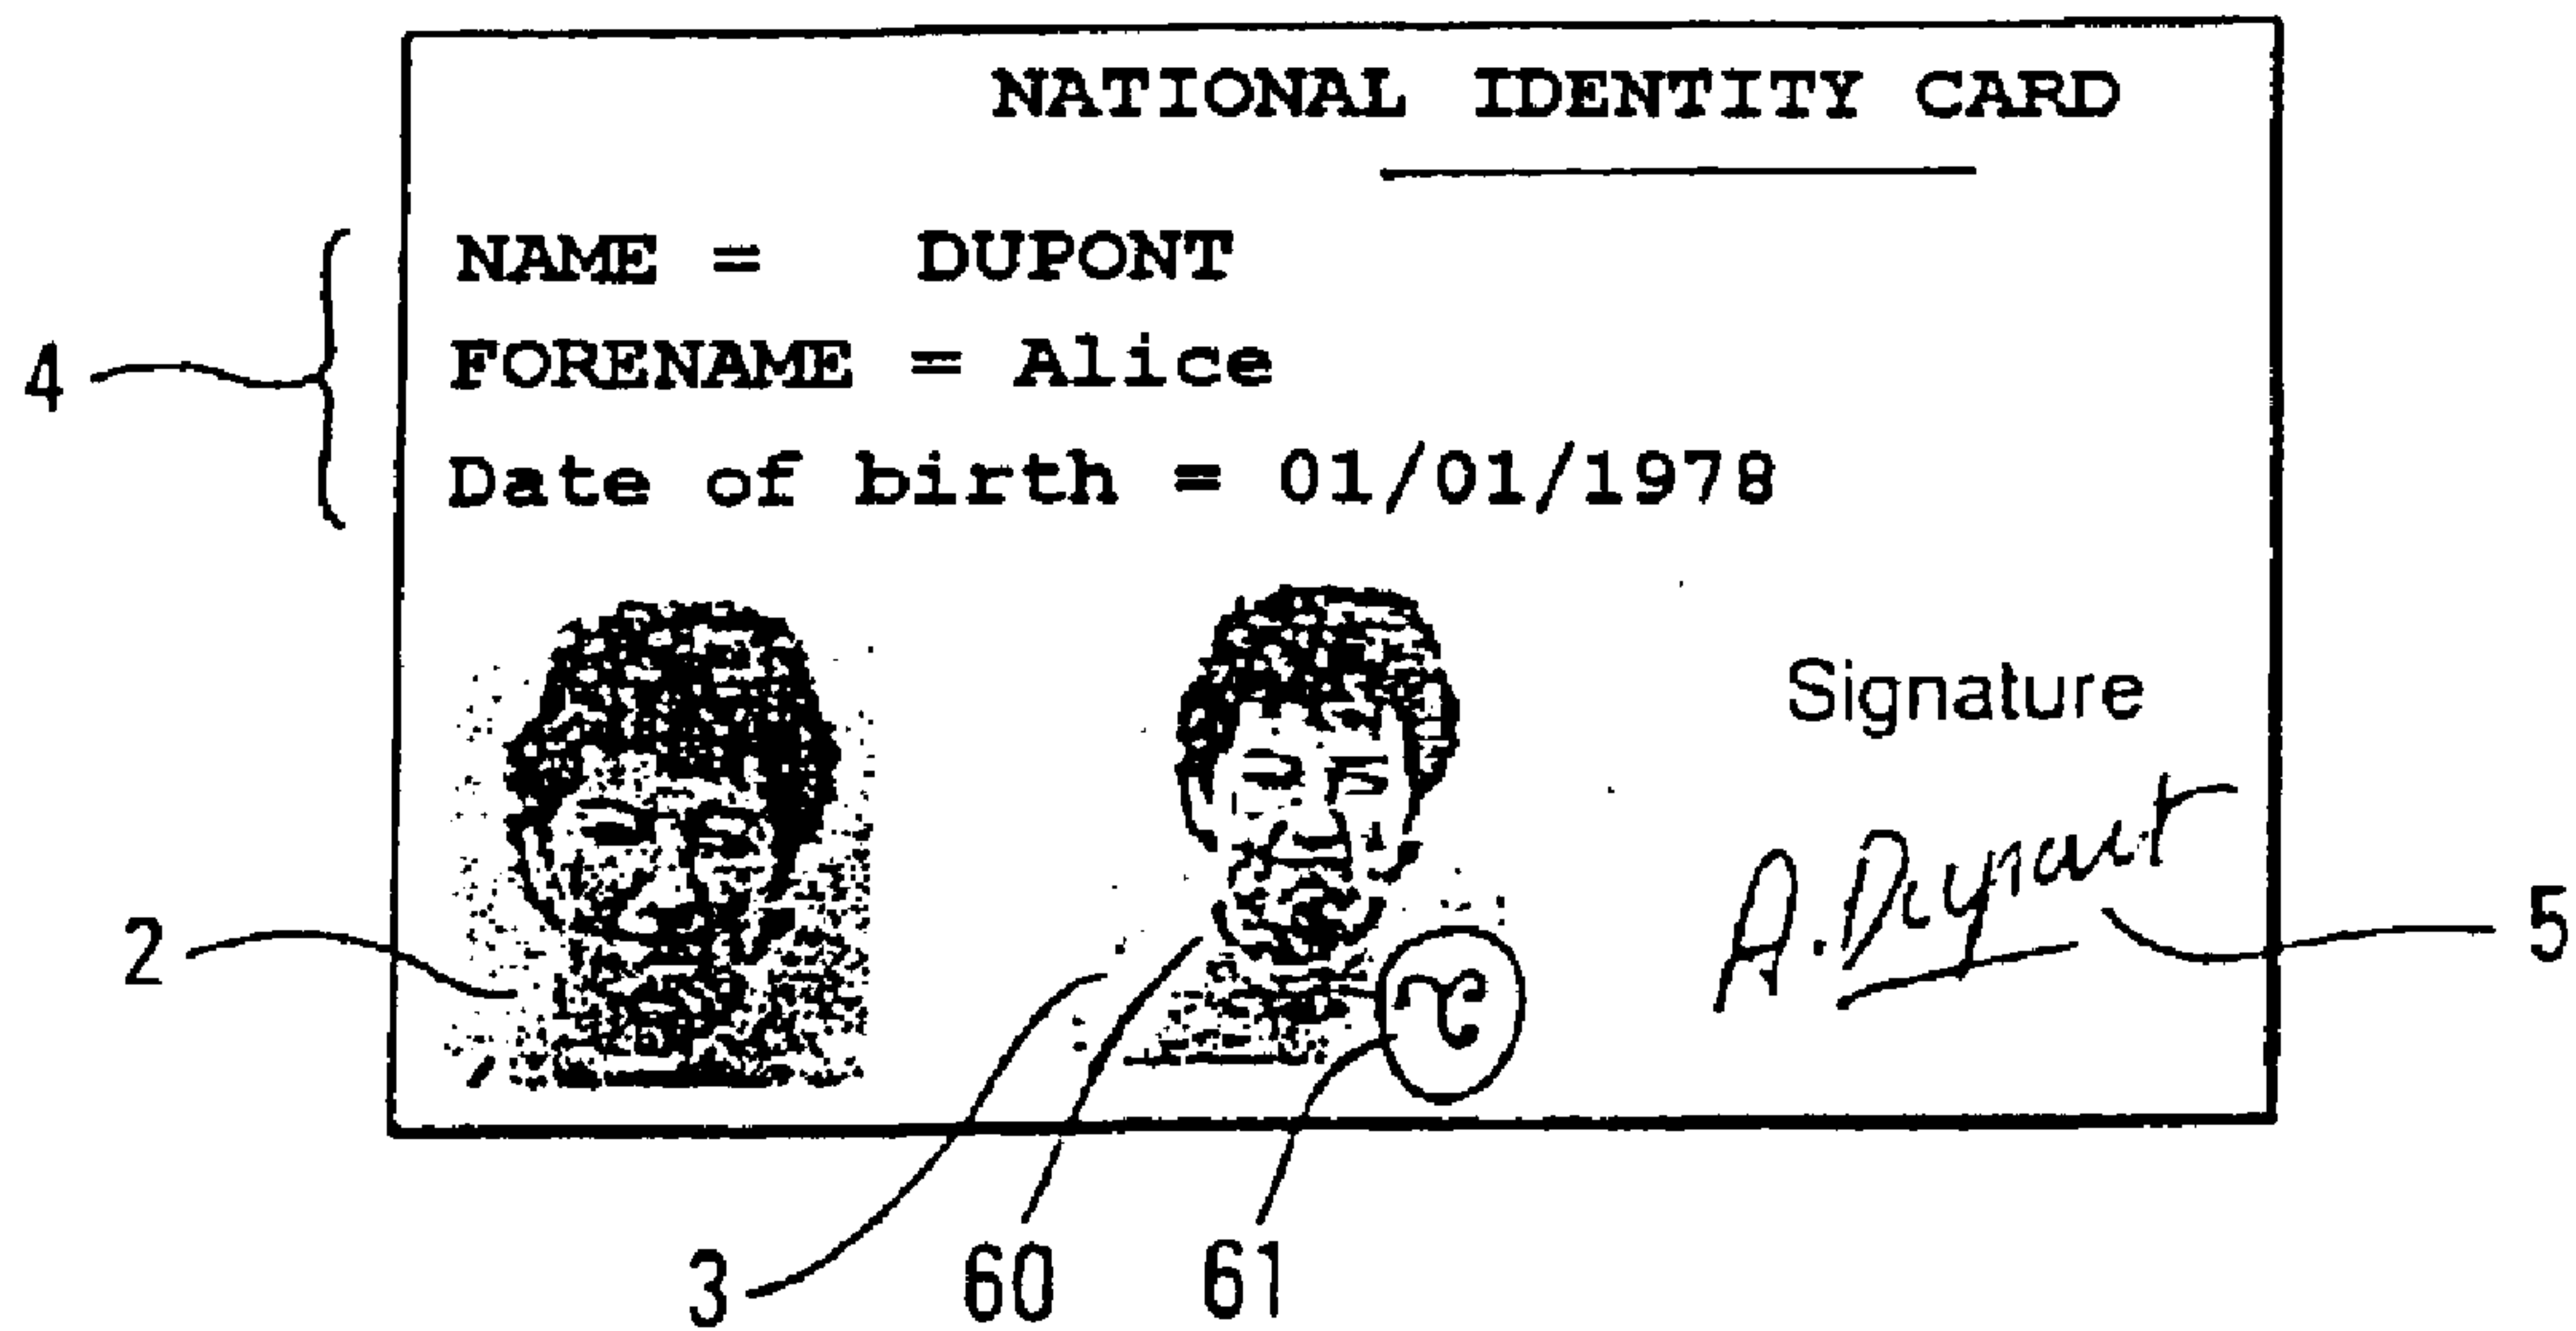 NATIONAL IDENTITY CARD
NAME = DUPONT
FORENAME = Alice
Date of birth = 01/01/1978
4
Signature
A. Dupont
2
5
3
60
61